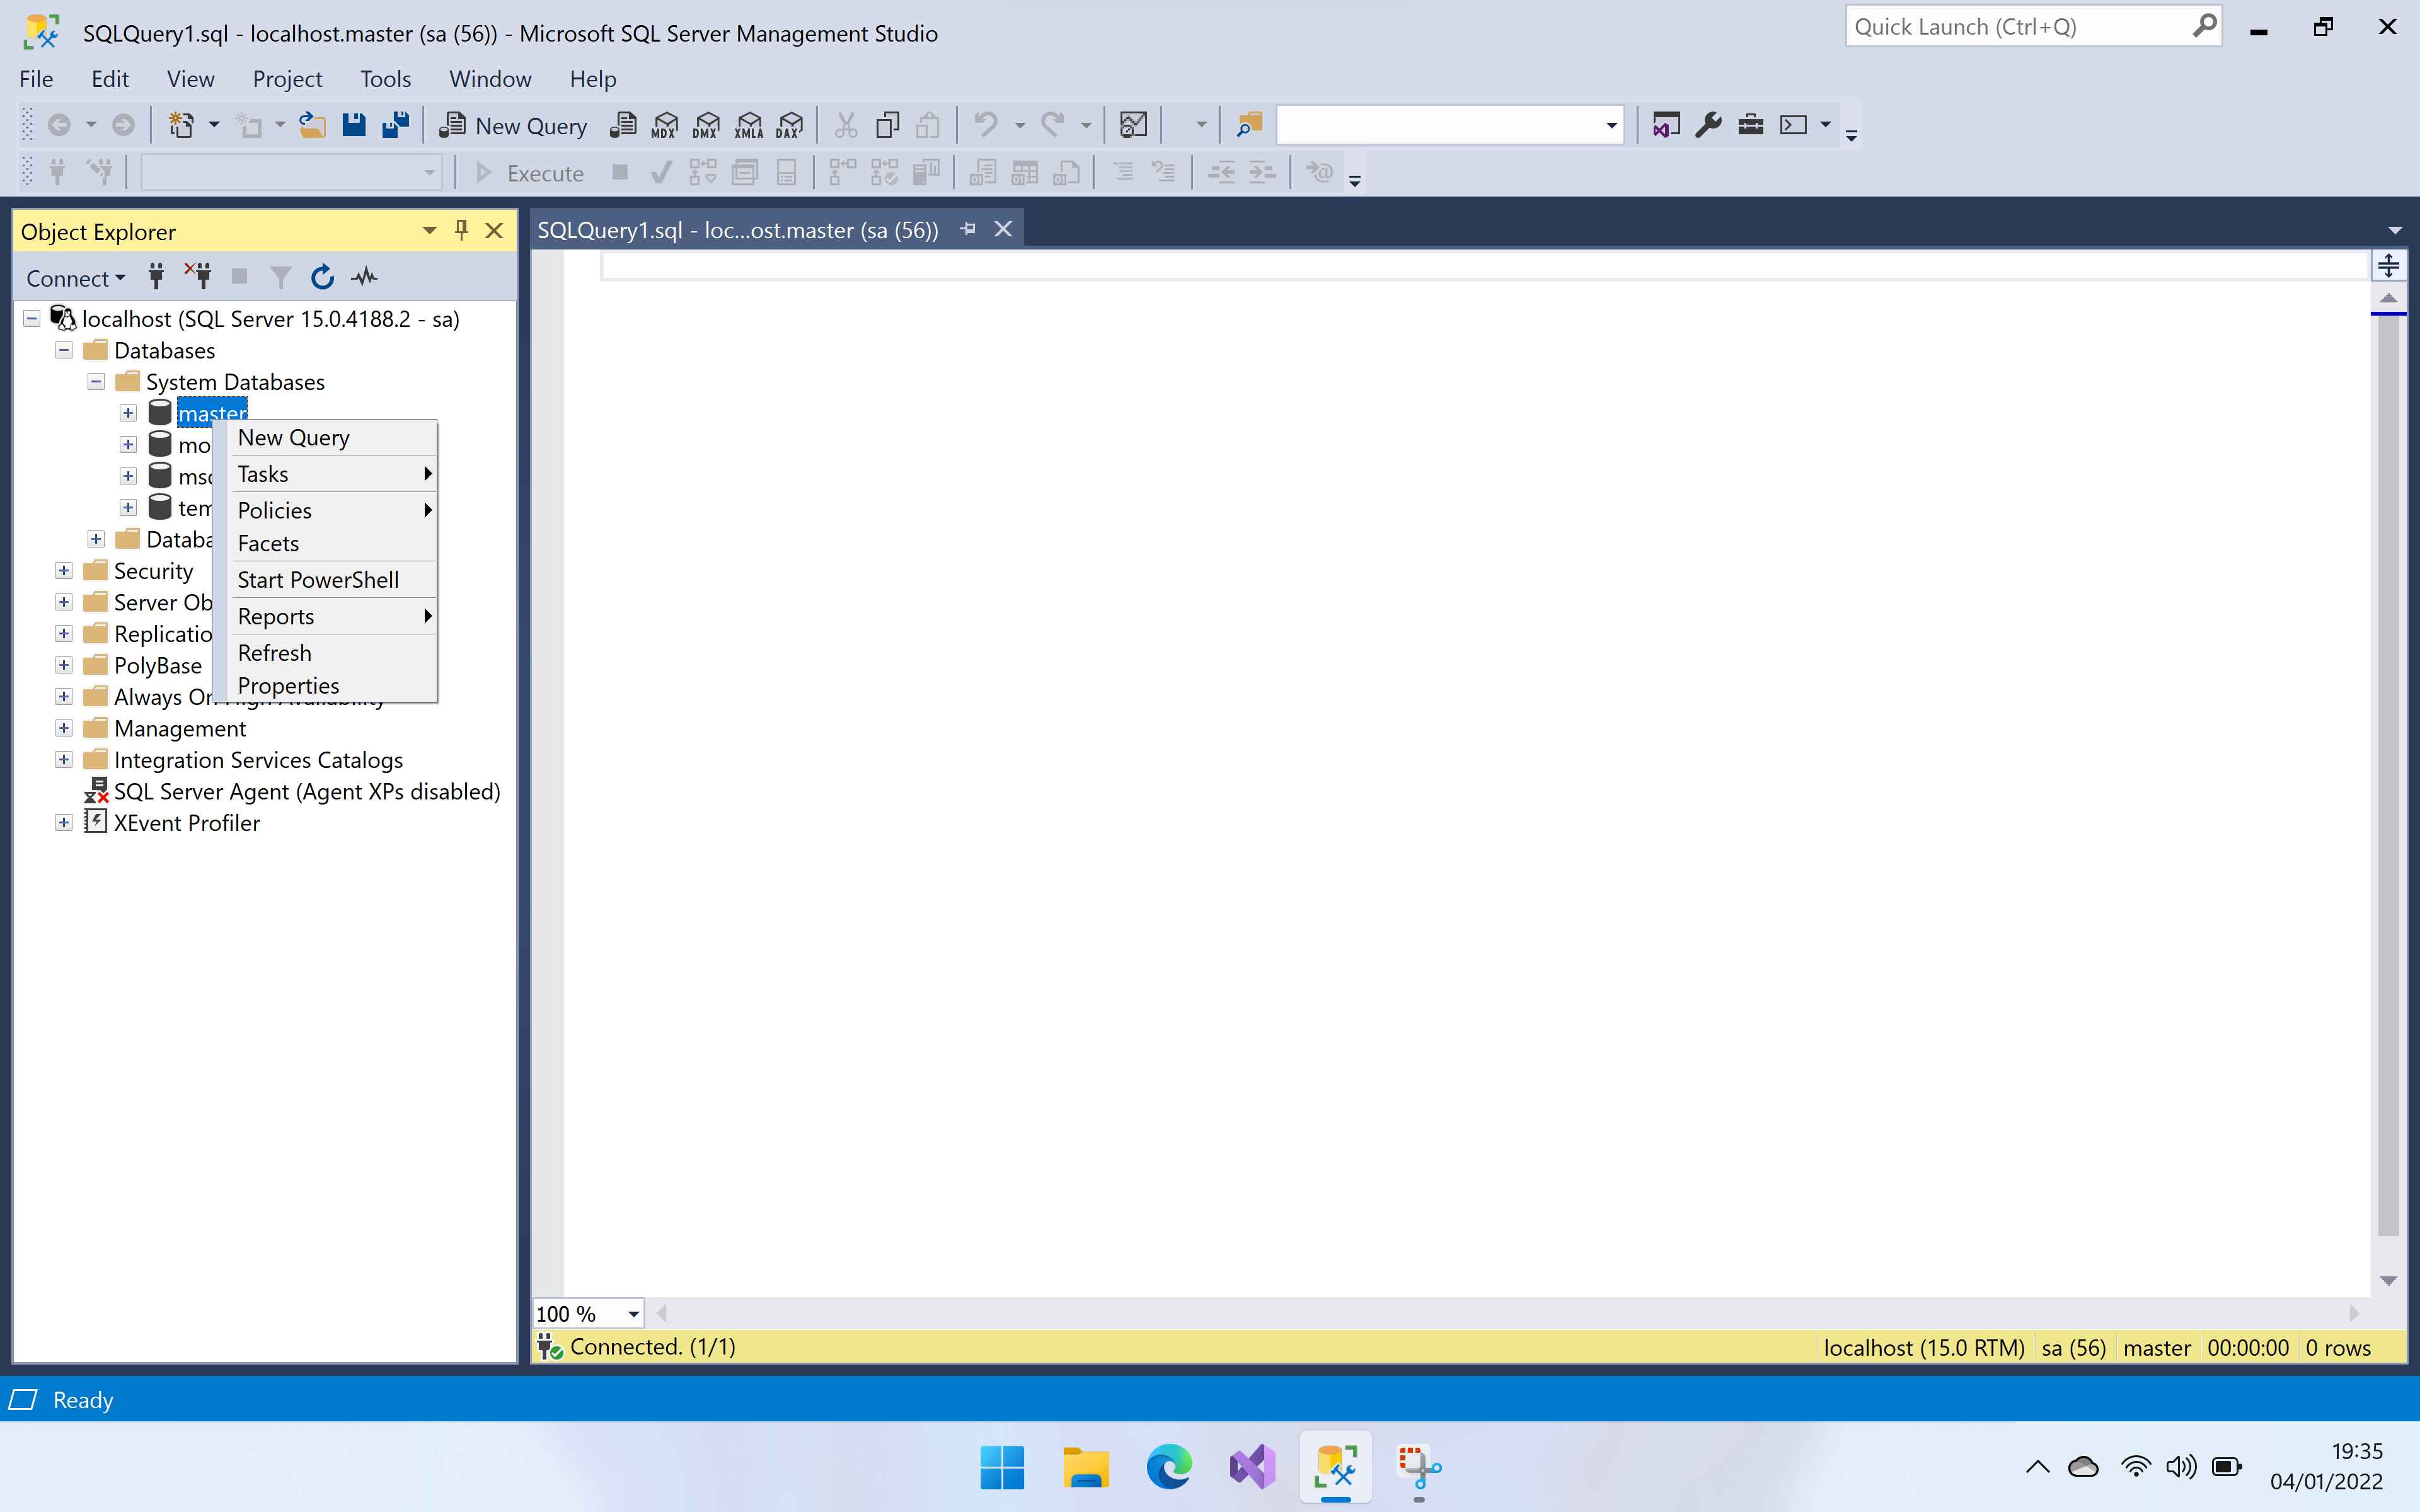 SQLQuery1.sql - localhost.master (sa (56)) - Microsoft SQL Server Management Studio
Quick Launch (Ctrl+Q)
File Edit View Project Tools Window Help
New Query MDX DMX XMLA DAX
Execute
Object Explorer
SQLQuery1.sql - loc...ost.master (sa (56))
Connect
localhost (SQL Server 15.0.4188.2 - sa)
Databases
System Databases
master
mo
ms
tem
Databa
Security
Server Ob
Replicatio
PolyBase
Always On High Availability
Management
Integration Services Catalogs
SQL Server Agent (Agent XPs disabled)
XEvent Profiler
New Query
Tasks
Policies
Facets
Start PowerShell
Reports
Refresh
Properties
100 %
Connected. (1/1)
localhost (15.0 RTM) sa (56) master 00:00:00 0 rows
Ready
19:35
04/01/2022